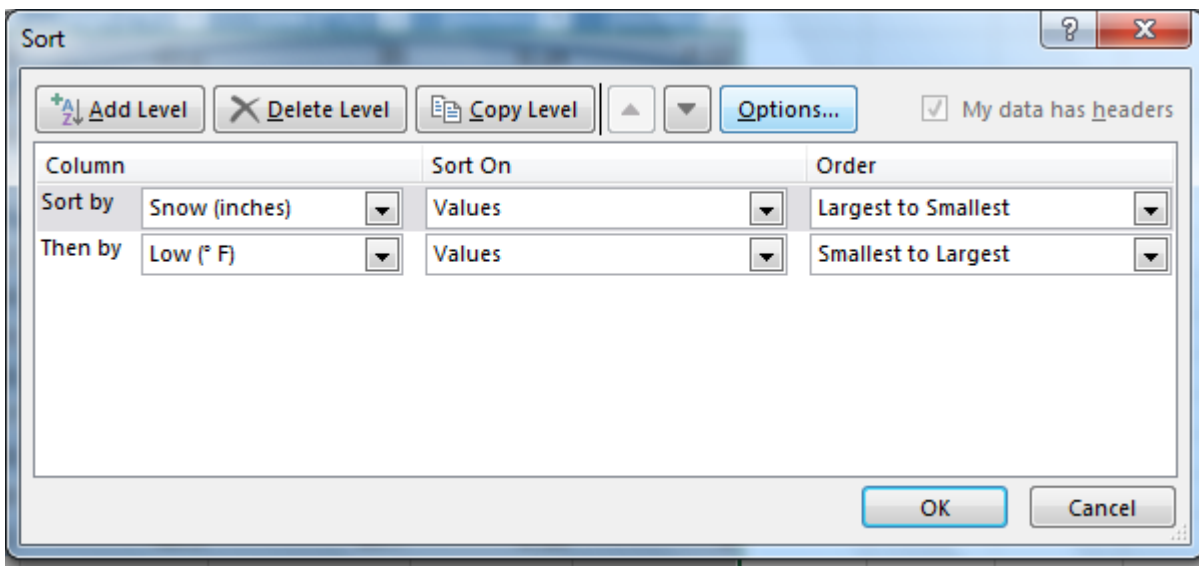 Sort
Add Level Delete Level Copy Level Options... My data has headers
Column Sort On Order
Sort by Snow (inches) Values Largest to Smallest
Then by Low (° F) Values Smallest to Largest
OK Cancel